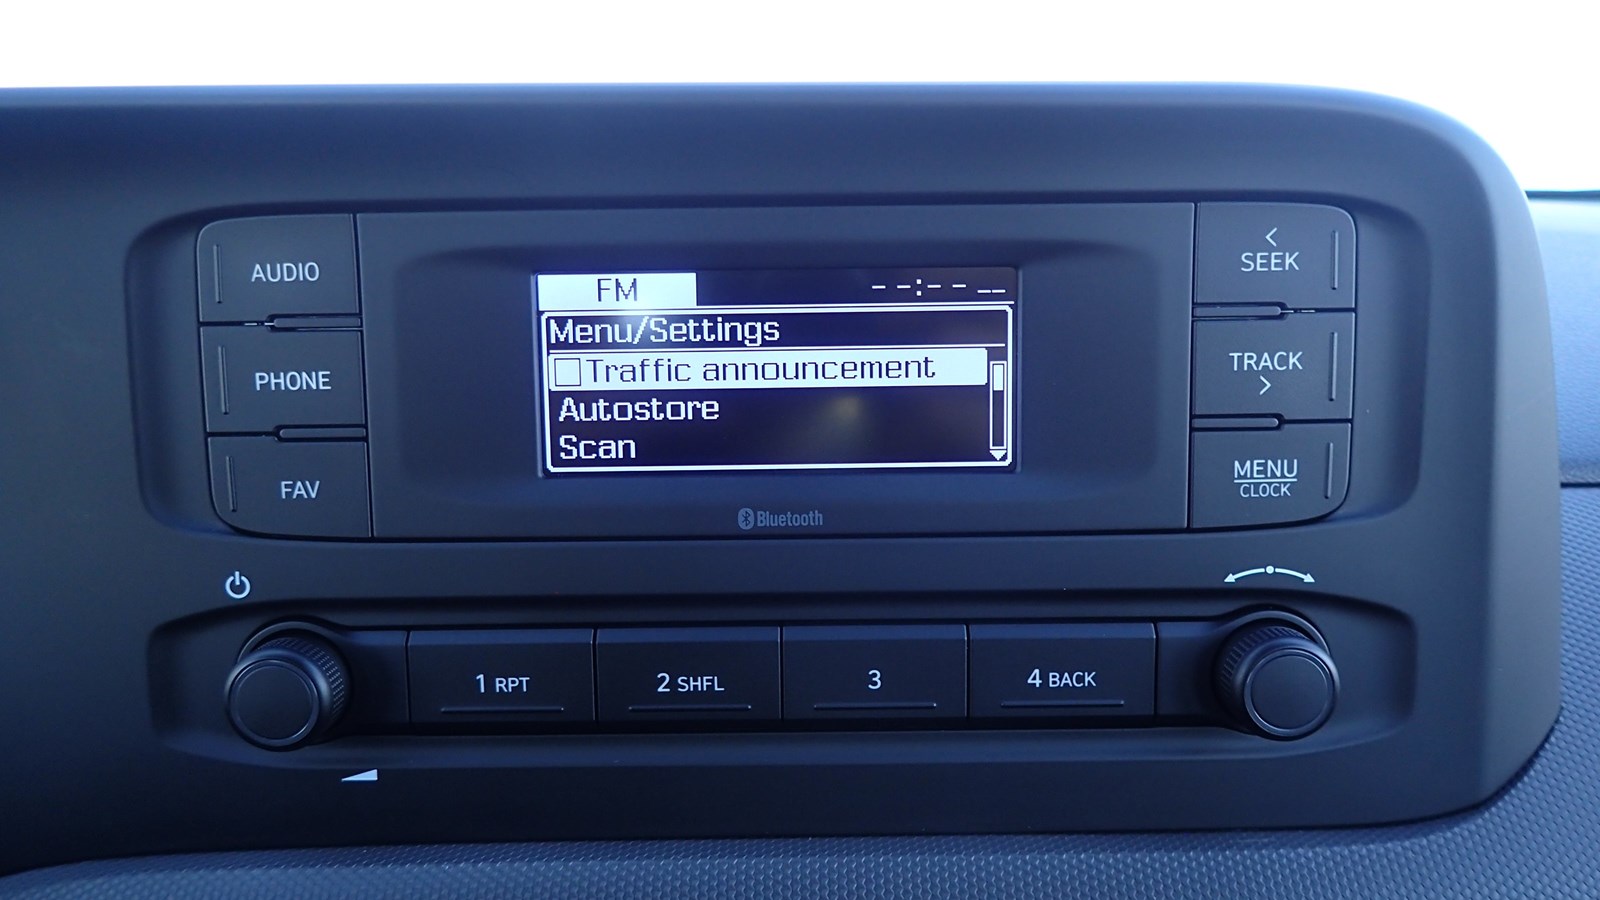 AUDIO
PHONE
FAV
FM
--:-- --
Menu/Settings
Traffic announcement
Autostore
Scan
Bluetooth
< SEEK
TRACK >
MENU
CLOCK
1 RPT
2 SHFL
3
4 BACK